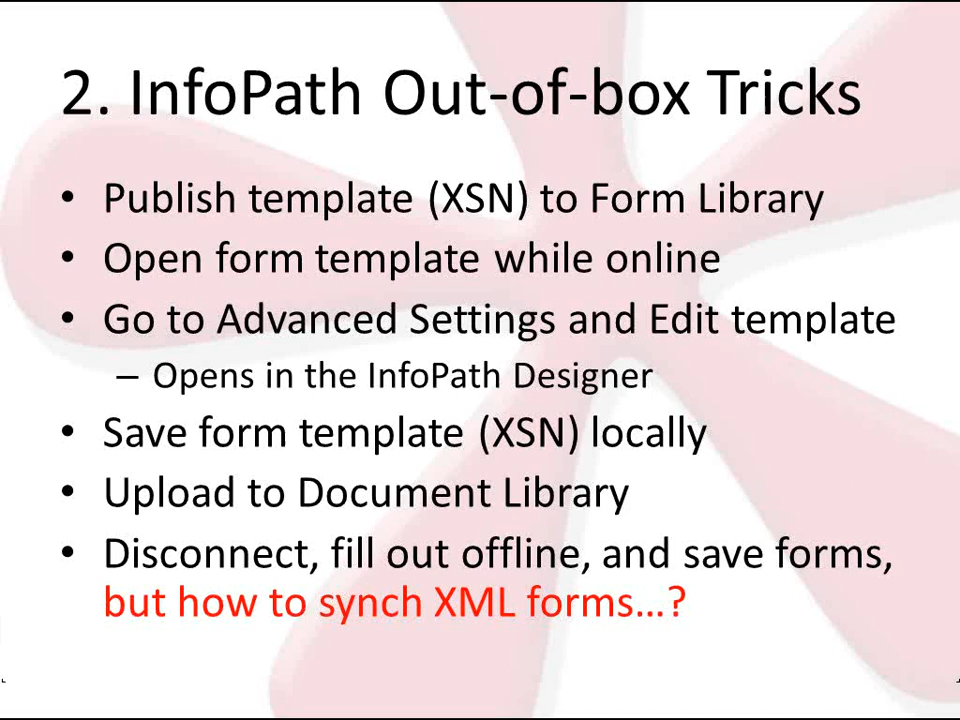 2. InfoPath Out-of-box Tricks
• Publish template (XSN) to Form Library
• Open form template while online
• Go to Advanced Settings and Edit template
– Opens in the InfoPath Designer
• Save form template (XSN) locally
• Upload to Document Library
• Disconnect, fill out offline, and save forms,
but how to synch XML forms…?